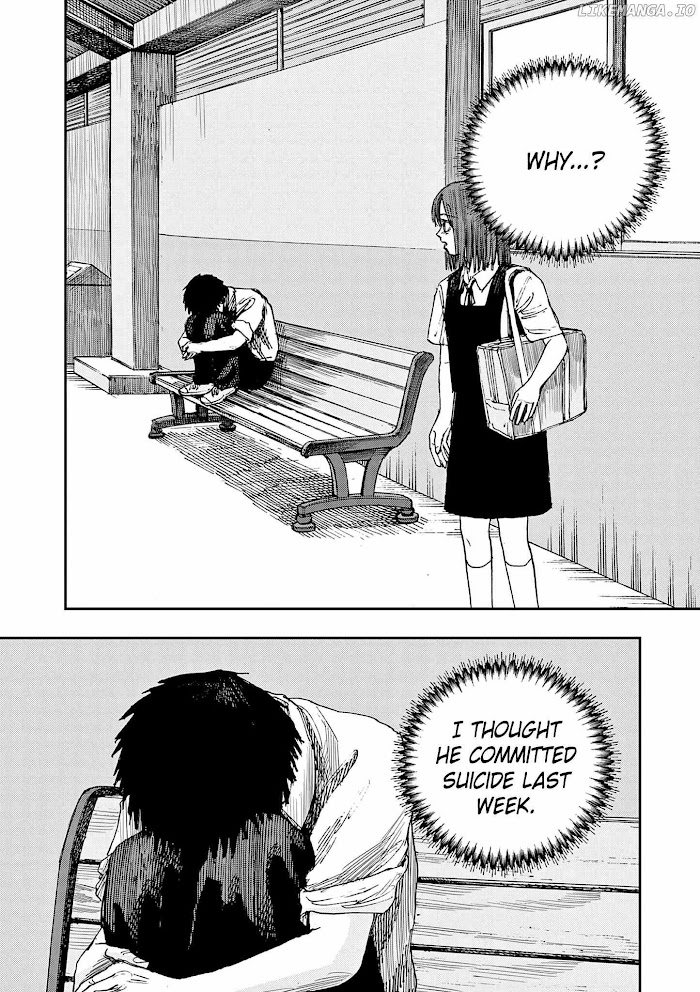 LIKEMANGA.IO
WHY...?
I THOUGHT
HE COMMITTED
SUICIDE LAST
WEEK.